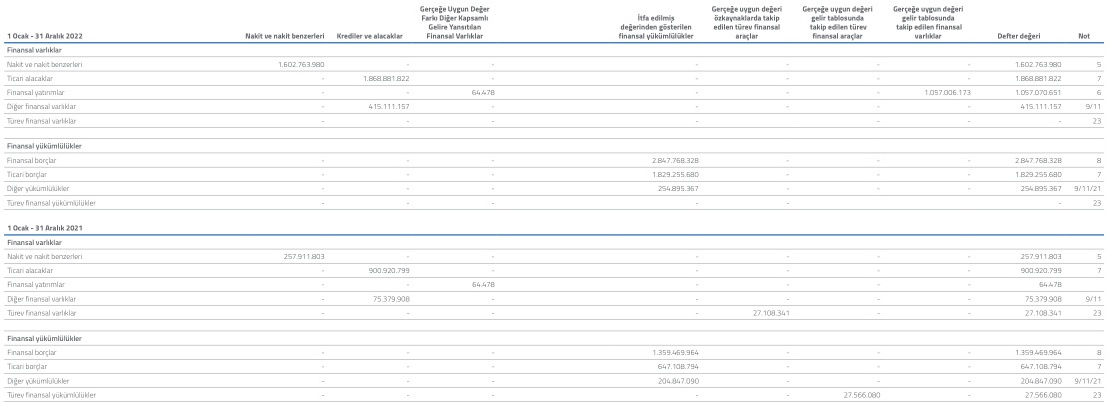 1 Ocak - 31 Aralık 2022 Nakit ve nakit benzerleri Krediler ve alacaklar Gerçeğe Uygun Değer Farkı Diğer Kapsamlı Gelire Yansıtılan Finansal Varlıklar İtfa edilmiş değerinden gösterilen finansal yükümlülükler Gerçeğe uygun değeri özkaynaklarda takip edilen türev finansal araçlar Gerçeğe uygun değeri gelir tablosunda takip edilen türev finansal araçlar Gerçeğe uygun değeri gelir tablosunda takip edilen finansal varlıklar Defter değeri Not
Finansal varlıklar
Nakit ve nakit benzerleri 1.602.763.980 - - - - - - 1.602.763.980 5
Ticari alacaklar - 1.868.881.822 - - - - - 1.868.881.822 7
Finansal yatırımlar - - 64.478 - - - 1.057.006.173 1.057.070.651 6
Diğer finansal varlıklar - 415.111.157 - - - - - 415.111.157 9/11
Türev finansal varlıklar - - - - - - - - 23
Finansal yükümlülükler
Finansal borçlar - - - 2.847.768.328 - - - 2.847.768.328 8
Ticari borçlar - - - 1.829.255.680 - - - 1.829.255.680 7
Diğer yükümlülükler - - - 254.895.367 - - - 254.895.367 9/11/21
Türev finansal yükümlülükler - - - - - - - - 23
1 Ocak - 31 Aralık 2021
Finansal varlıklar
Nakit ve nakit benzerleri 257.911.803 - - - - - - 257.911.803 5
Ticari alacaklar - 900.920.799 - - - - - 900.920.799 7
Finansal yatırımlar - - 64.478 - - - - 64.478 6
Diğer finansal varlıklar - 75.379.908 - - - - - 75.379.908 9/11
Türev finansal varlıklar - - - - 27.108.341 - - 27.108.341 23
Finansal yükümlülükler
Finansal borçlar - - - 1.359.469.964 - - - 1.359.469.964 8
Ticari borçlar - - - 647.108.794 - - - 647.108.794 7
Diğer yükümlülükler - - - 204.847.090 - - - 204.847.090 9/11/21
Türev finansal yükümlülükler - - - - - 27.566.080 - 27.566.080 23